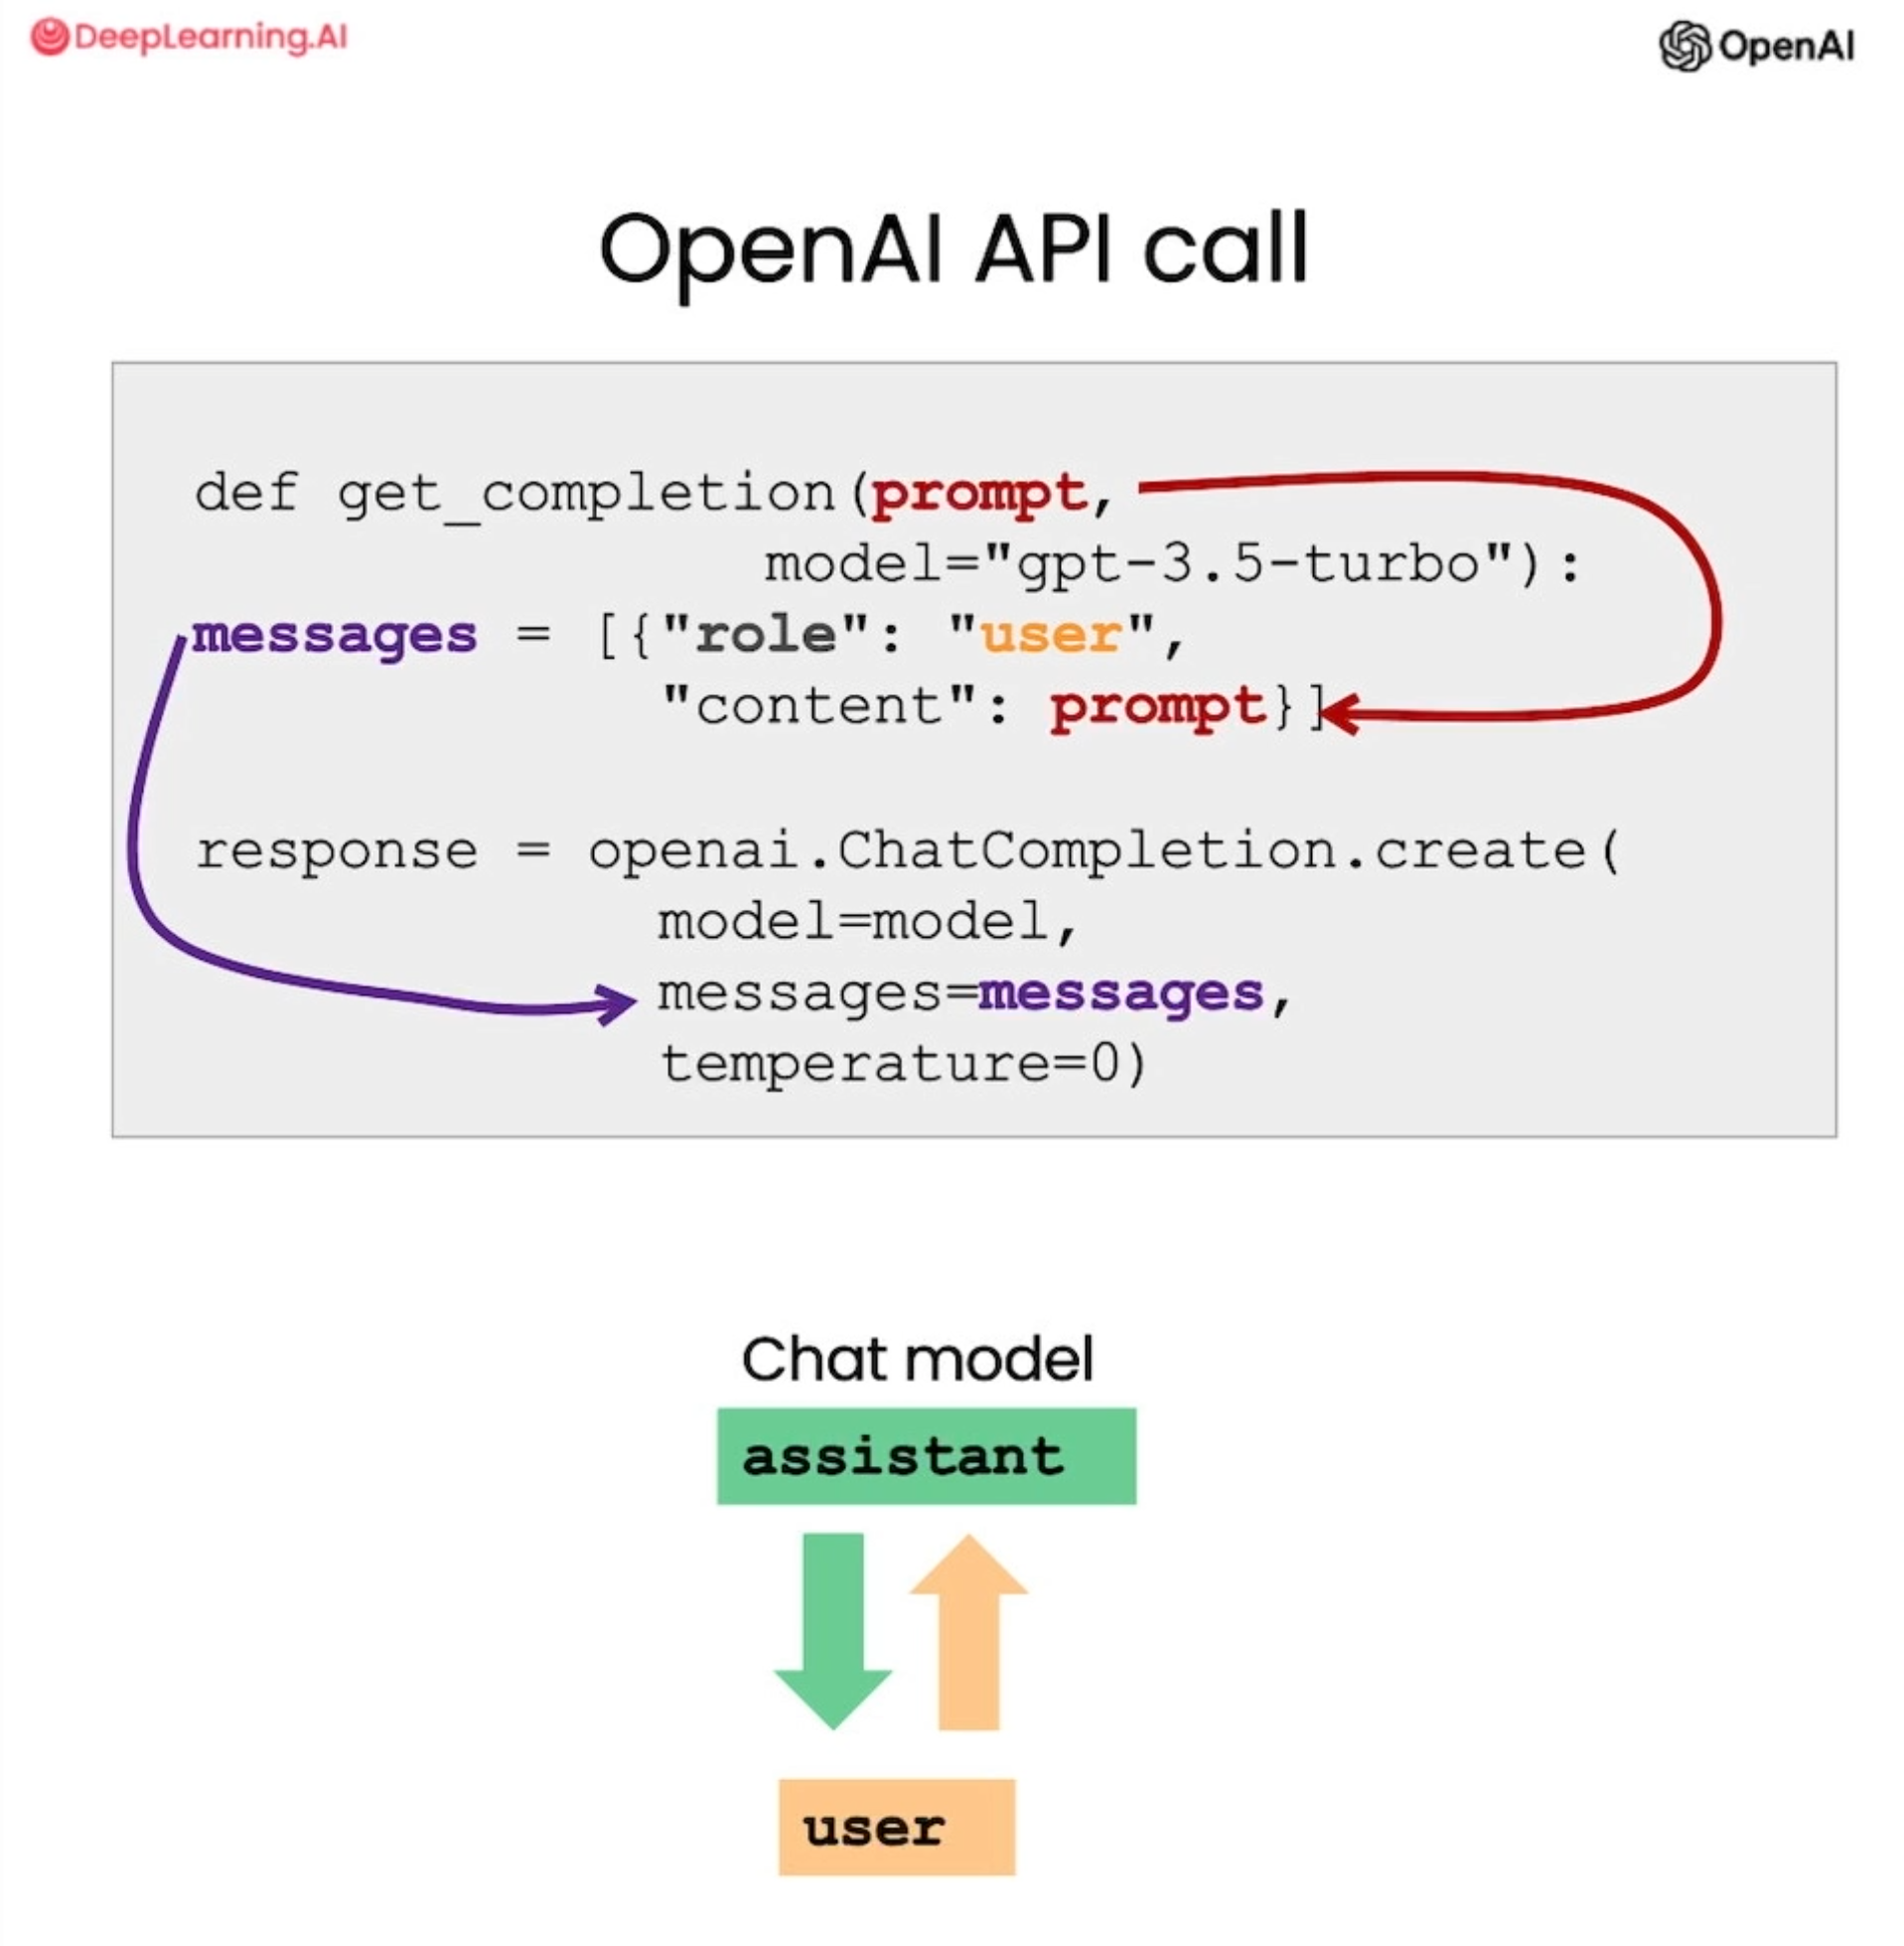 DeepLearning.AI
OpenAI
OpenAI API call
def get_completion(prompt,
model="gpt-3.5-turbo"):
messages = [{"role": "user",
"content": prompt}]
response = openai.ChatCompletion.create(
model=model,
messages=messages,
temperature=0)
Chat model
assistant
user